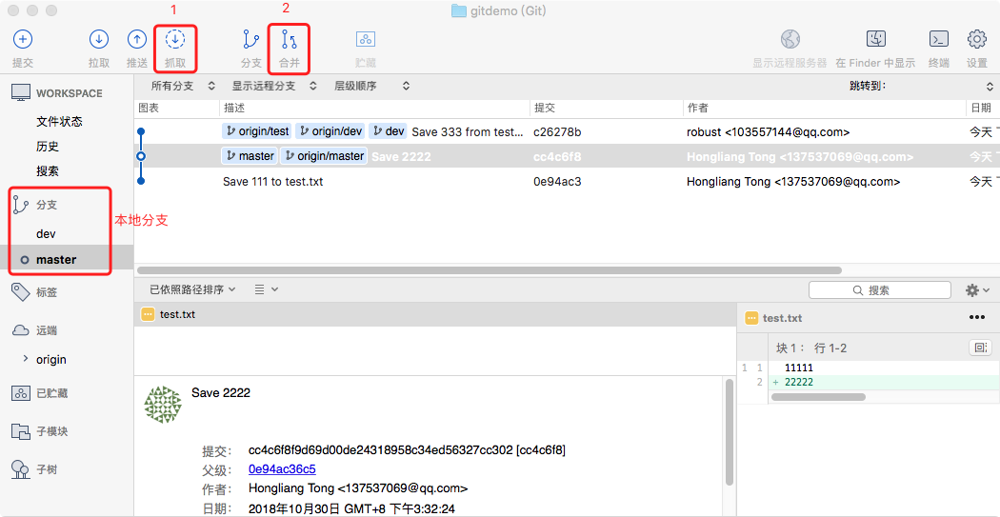 gitdemo (Git)
1
2
提交
拉取
推送
抓取
分支
合并
贮藏
显示远程服务器
在 Finder 中显示
终端
设置
WORKSPACE
文件状态
历史
搜索
分支
本地分支
dev
master
标签
远端
origin
已贮藏
子模块
子树
所有分支
显示远程分支
层级顺序
跳转到:
图表 描述 提交 作者 日期
origin/test origin/dev dev Save 333 from test... c26278b robust <103557144@qq.com> 今天
master origin/master Save 2222 cc4c6f8 Hongliang Tong <137537069@qq.com> 今天
Save 111 to test.txt 0e94ac3 Hongliang Tong <137537069@qq.com> 今天
已依照路径排序
搜索
test.txt
Save 2222
提交: cc4c6f8f9d69d00de24318958c34ed56327cc302 [cc4c6f8]
父级: 0e94ac36c5
作者: Hongliang Tong <137537069@qq.com>
日期: 2018年10月30日 GMT+8 下午3:32:24
test.txt
块 1： 行 1-2
1 1 11111
2 + 22222